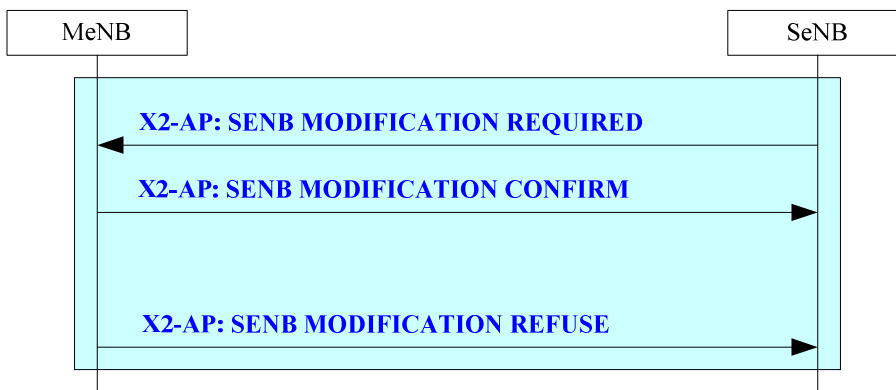 MeNB
SeNB
X2-AP: SENB MODIFICATION REQUIRED
X2-AP: SENB MODIFICATION CONFIRM
X2-AP: SENB MODIFICATION REFUSE